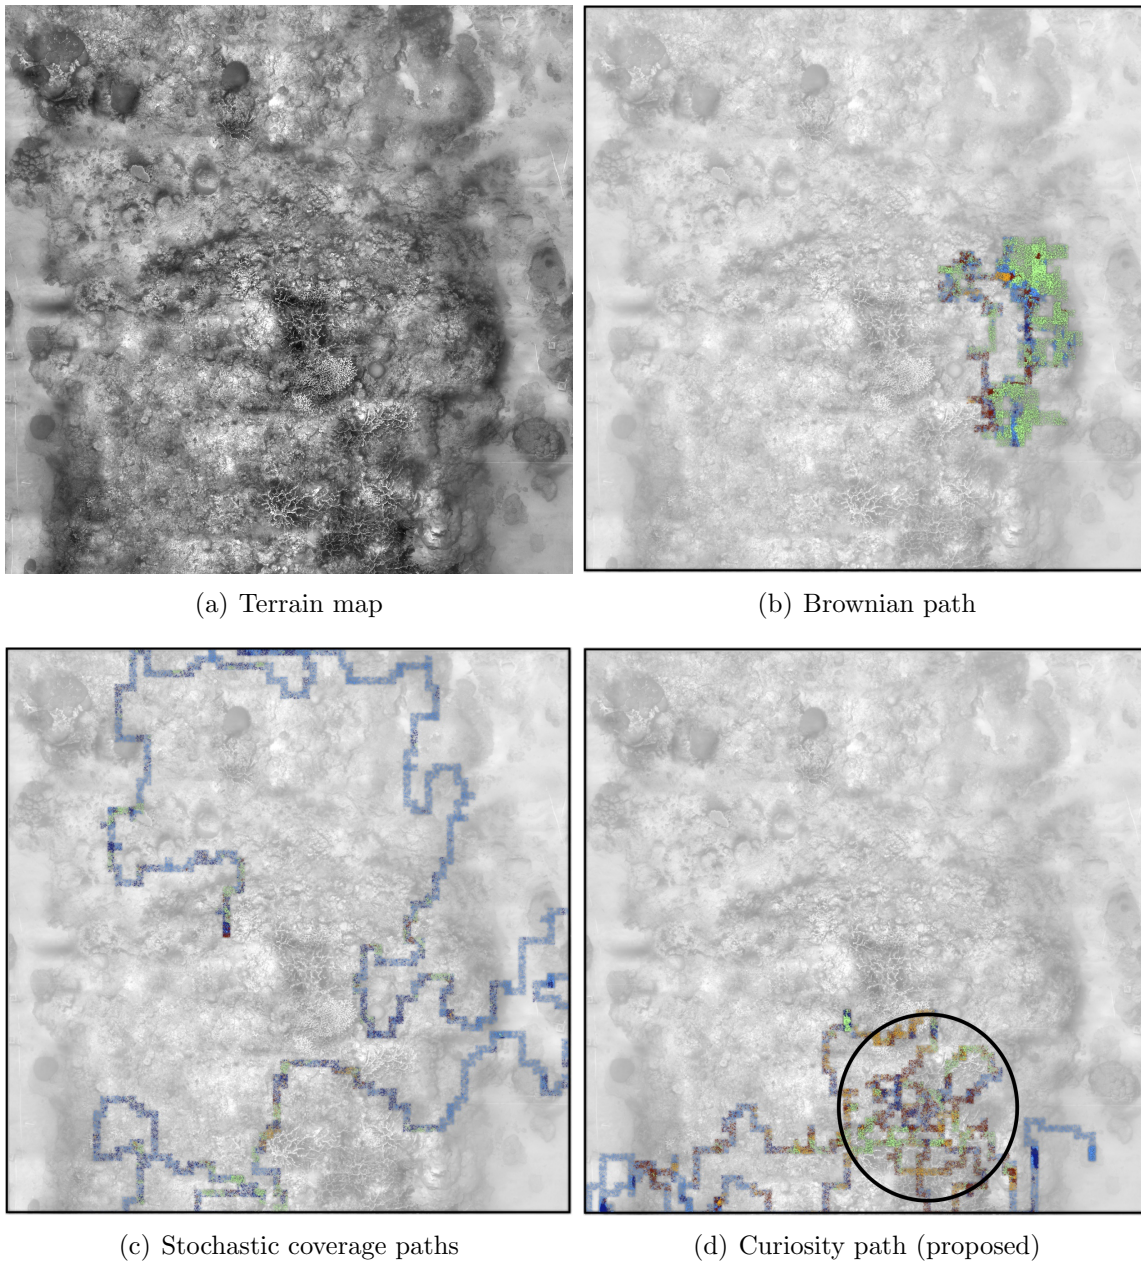 (a) Terrain map
(b) Brownian path
(c) Stochastic coverage paths
(d) Curiosity path (proposed)